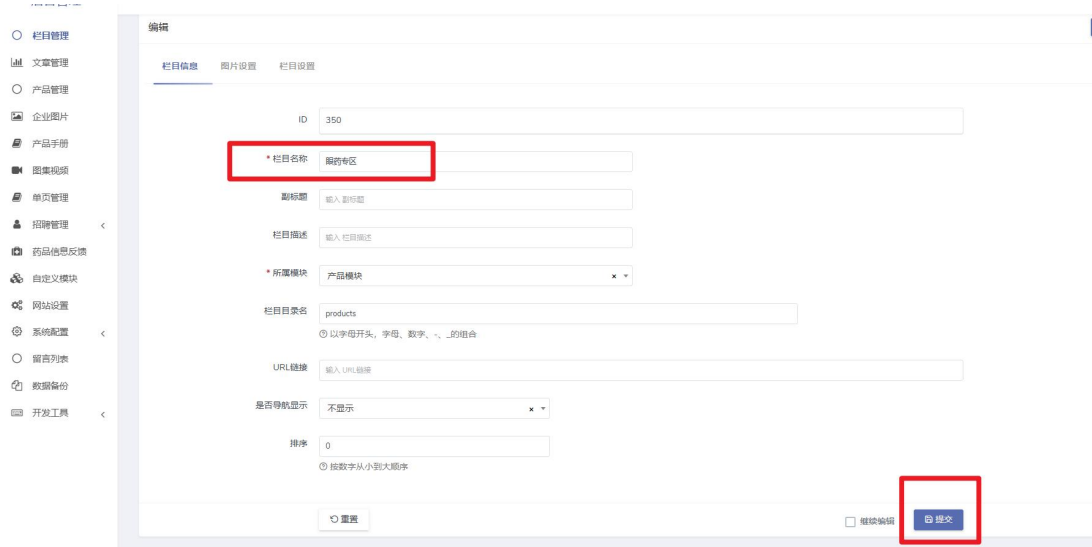 后台管理
编辑
栏目管理
文章管理
产品管理
企业图片
产品手册
图集视频
单页管理
招聘管理
药品信息反馈
自定义模块
网站设置
系统配置
留言列表
数据备份
开发工具
栏目信息 图片设置 栏目设置
ID 350
* 栏目名称 眼药专区
副标题 输入 副标题
栏目描述 输入 栏目描述
* 所属模块 产品模块 × 
栏目目录名 products
以字母开头，字母、数字、-、_的组合
URL链接 输入 URL链接
是否导航显示 不显示 ×
排序 0
按数字从小到大顺序
重置 继续编辑 提交